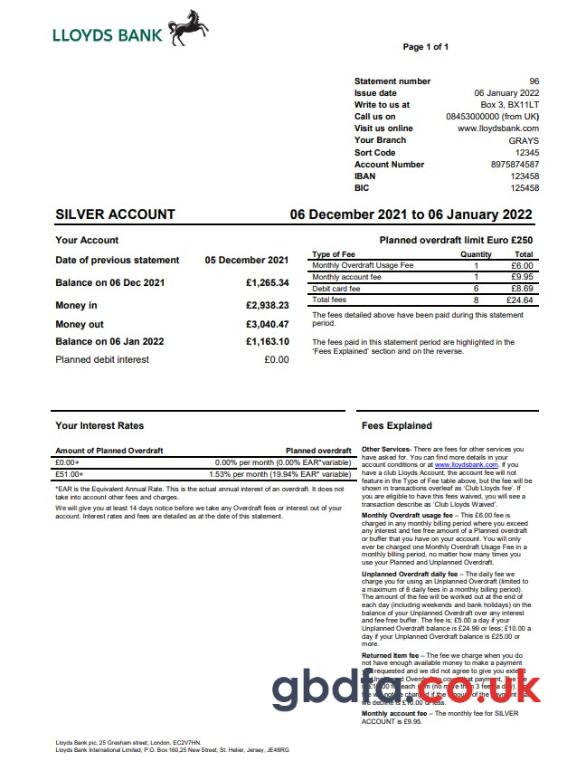 LLOYDS BANK
Page 1 of 1
Statement number 96
Issue date 06 January 2022
Write to us at Box 3, BX11LT
Call us on 08453000000 (from UK)
Visit us online www.lloydsbank.com
Your Branch GRAYS
Sort Code 12345
Account Number 8975874587
IBAN 123458
BIC 125458
SILVER ACCOUNT 06 December 2021 to 06 January 2022
Your Account
Date of previous statement 05 December 2021
Balance on 06 Dec 2021 £1,265.34
Money in £2,938.23
Money out £3,040.47
Balance on 06 Jan 2022 £1,163.10
Planned debit interest £0.00
Planned overdraft limit Euro £250
Type of Fee Quantity Total
Monthly Overdraft Usage Fee 1 £6.00
Monthly account fee 1 £9.95
Debit card fee 6 £8.69
Total fees 8 £24.64
The fees detailed above have been paid during this statement
period.
The fees paid in this statement period are highlighted in the
'Fees Explained' section and on the reverse.
Your Interest Rates
Amount of Planned Overdraft Planned overdraft
£0.00+ 0.00% per month (0.00% EAR*variable)
£51.00+ 1.53% per month (19.94% EAR* variable)
*EAR is the Equivalent Annual Rate. This is the actual annual interest of an overdraft. It does not
take into account other fees and charges.
We will give you at least 14 days notice before we take any Overdraft fees or interest out of your
account. Interest rates and fees are detailed as at the date of this statement.
Fees Explained
Other Services- There are fees for other services you
have asked for. You can find more details in your
account conditions or at www.lloydsbank.com. If you
have a club Lloyds Account, the account fee will not
feature in the Type of Fee table above, but the fee will be
shown in transactions overleaf as 'Club Lloyds fee'. If
you are eligible to have this fees waived, you will see a
transaction describe as 'Club Lloyds Waived'.
Monthly Overdraft usage fee – This £6.00 fee is
charged in any monthly billing period where you exceed
any interest and fee free amount of a Planned overdraft
or buffer that you have on your account. You will only
ever be charged one Monthly Overdraft Usage Fee in a
monthly billing period, no matter how many times you
use your Planned and Unplanned Overdraft.
Unplanned Overdraft daily fee – The daily fee we
charge you for using an Unplanned Overdraft (limited to
a maximum of 8 daily fees in a monthly billing period).
The amount of the fee will be worked out at the end of
each day (including weekends and bank holidays) on the
balance of your Unplanned Overdraft over any interest
and fee free buffer. The fee is; £5.00 a day if your
Unplanned Overdraft balance is £24.99 or less; £10.00 a
day if your Unplanned Overdraft balance is £25.00 or
more.
Returned Item fee – The fee we charge when you do
not have enough available money to make a payment
requested and we did not agree to give you
payment,
each
we decline is £10.00 or less.
Monthly account fee – The monthly fee for SILVER
ACCOUNT is £9.95.
gbdfa.co.uk
Lloyds Bank plc, 25 Gresham street, London, EC2V7HN.
Lloyds Bank International Limited, P.O. Box 160,25 New Street, St. Helier, Jersey, JE48RG